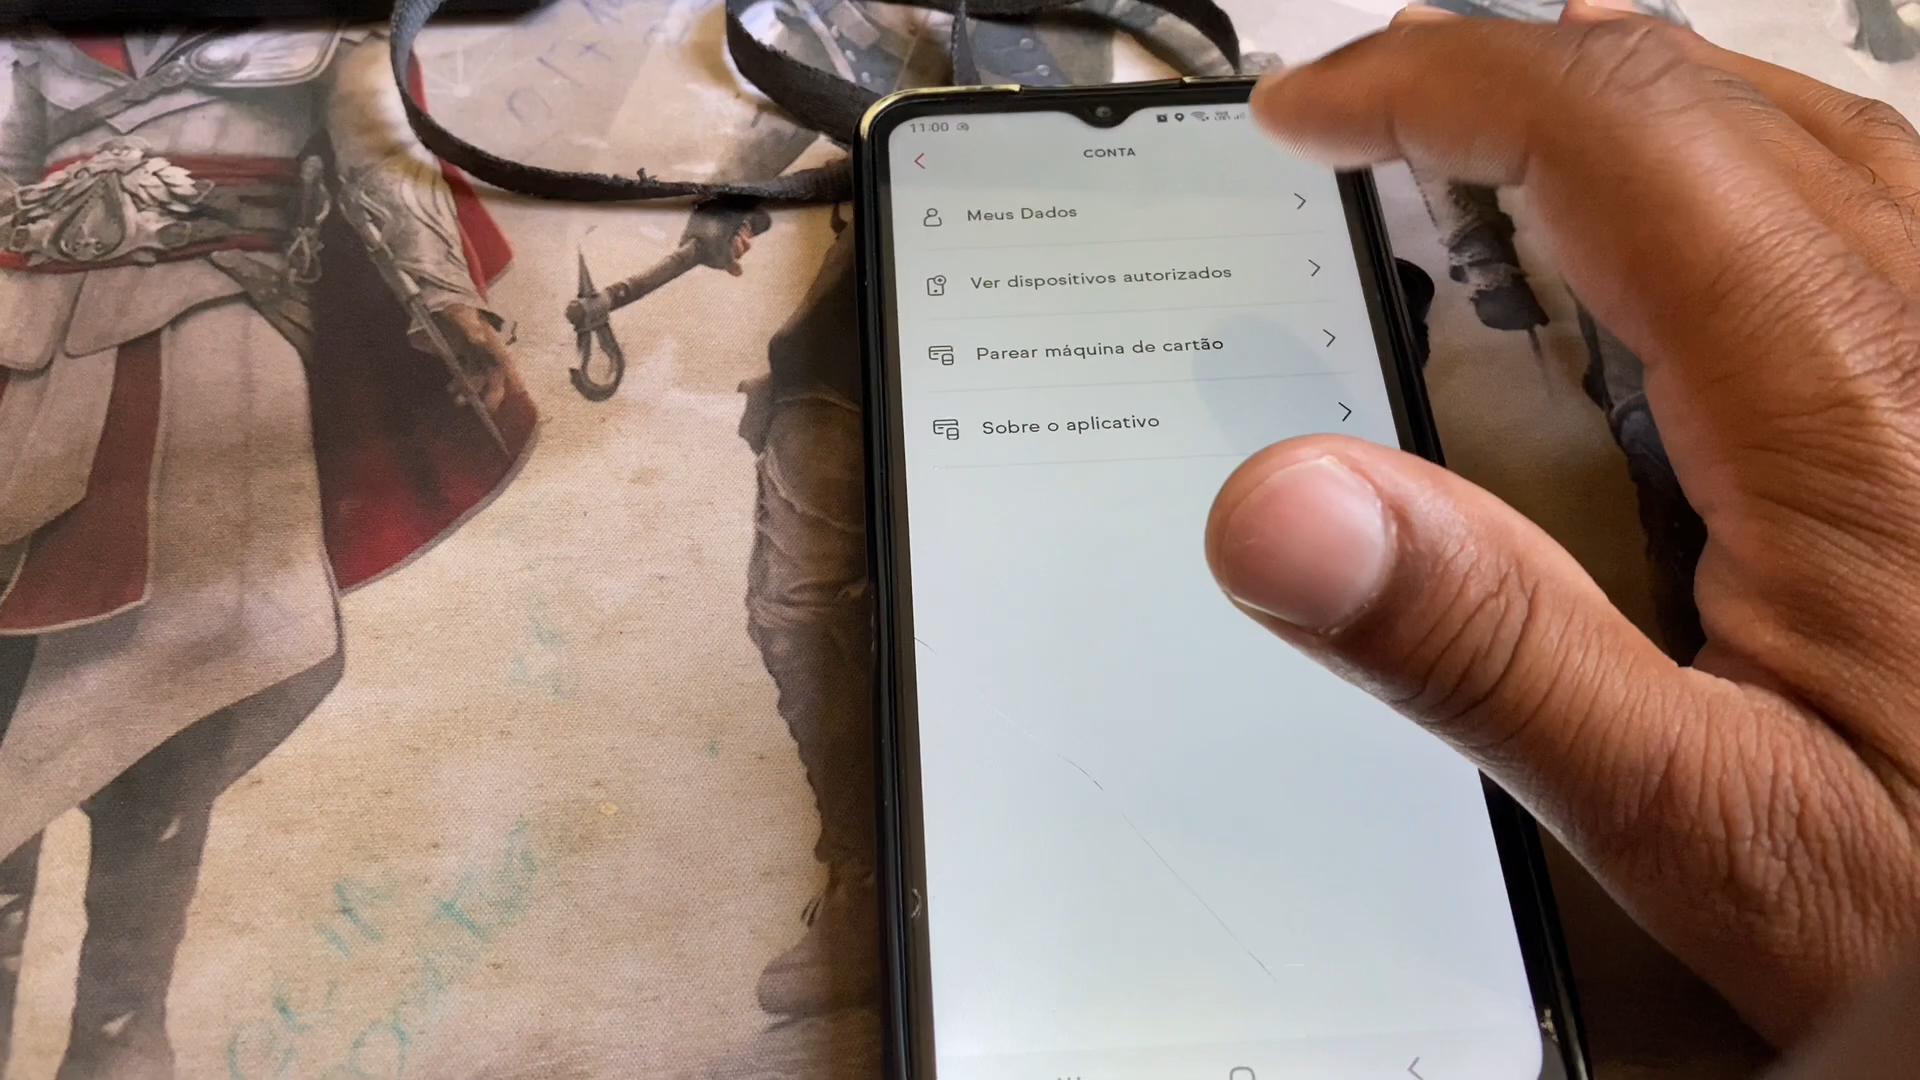 11:00
CONTA
Meus Dados
Ver dispositivos autorizados
Parear máquina de cartão
Sobre o aplicativo